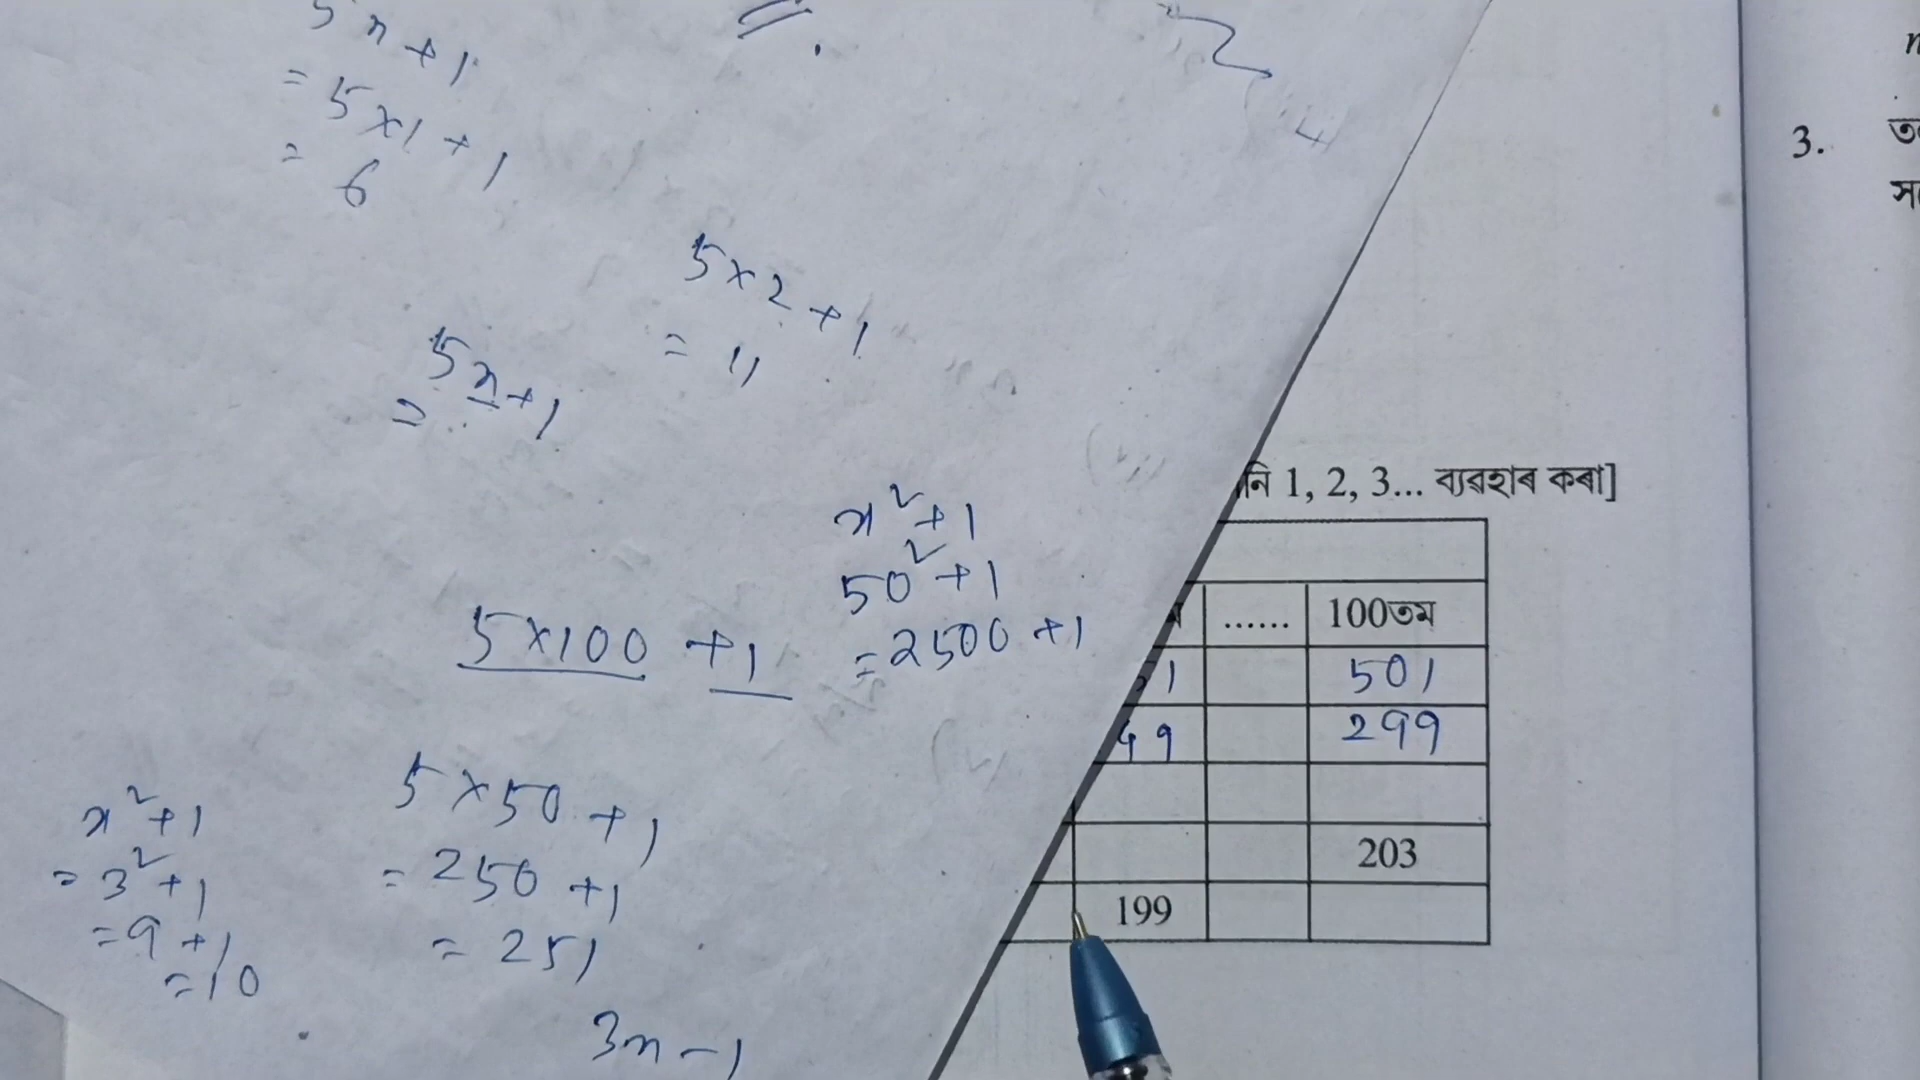 5n + 1
= 5×1 + 1
= 6
5×2 + 1
= 11
5n + 1
=
x² + 1
50² + 1
= 2500 + 1
5×100 + 1
5×50 + 1
= 250 + 1
= 251
x² + 1
= 3² + 1
= 9 + 1
= 10
3n - 1
1, 2, 3... ব্যৱহাৰ কৰা]
...... 100তম
501
299
203
199
3.